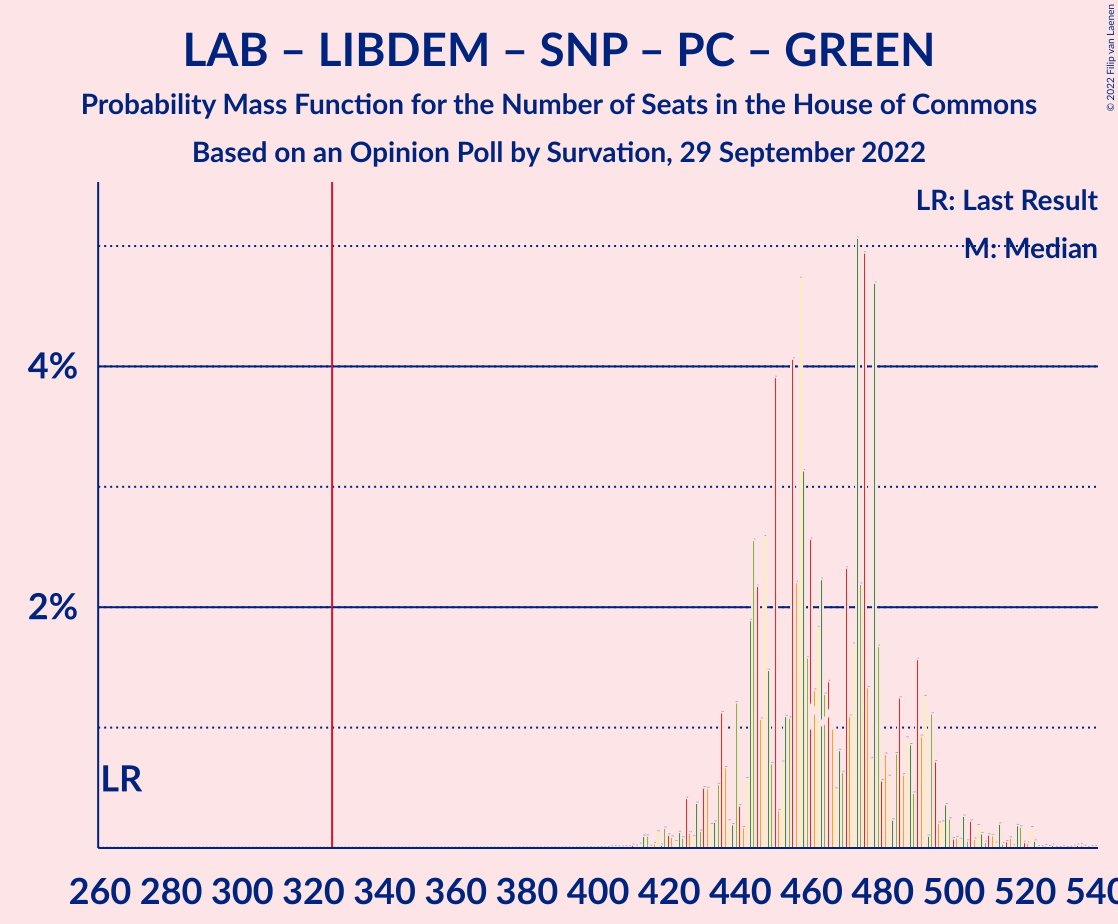 LAB – LIBDEM – SNP – PC – GREEN
Probability Mass Function for the Number of Seats in the House of Commons
Based on an Opinion Poll by Survation, 29 September 2022
© 2022 Filip van Laenen
LR: Last Result
M: Median
4%
2%
LR
260 280 300 320 340 360 380 400 420 440 460 480 500 520 540